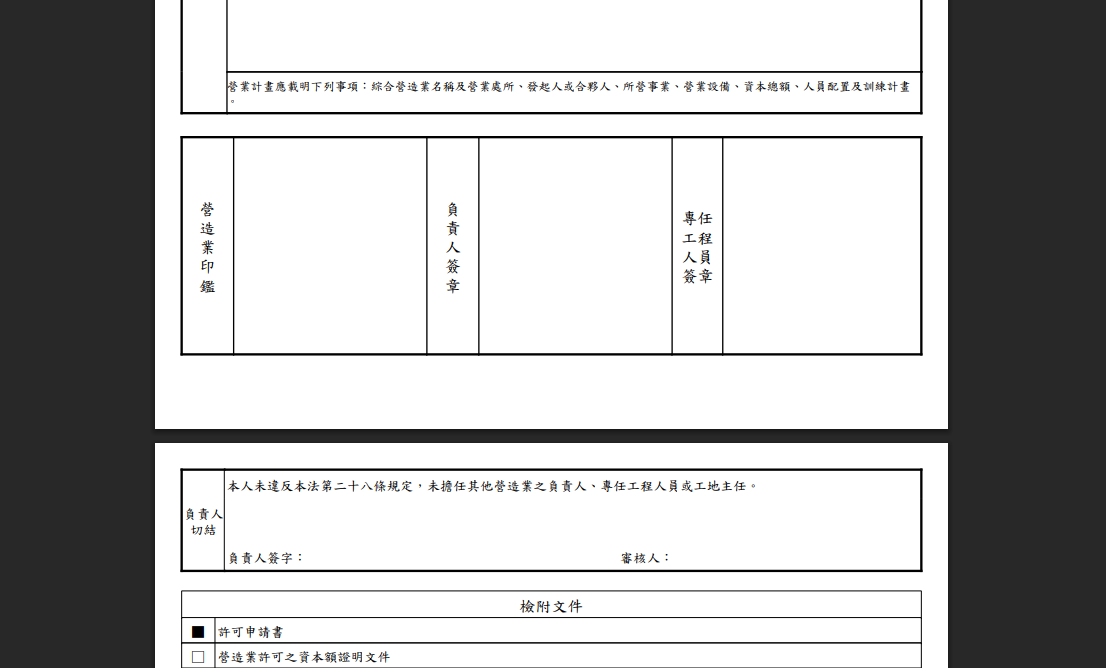 營業計畫應載明下列事項：綜合營造業名稱及營業處所、發起人或合夥人、所營事業、營業設備、資本總額、人員配置及訓練計畫
。
營造業印鑑
負責人簽章
專任工程人員簽章
本人未違反本法第二十八條規定，未擔任其他營造業之負責人、專任工程人員或工地主任。
負責人
切結
負責人簽字：
審核人：
檢附文件
■ 許可申請書
□ 營造業許可之資本額證明文件